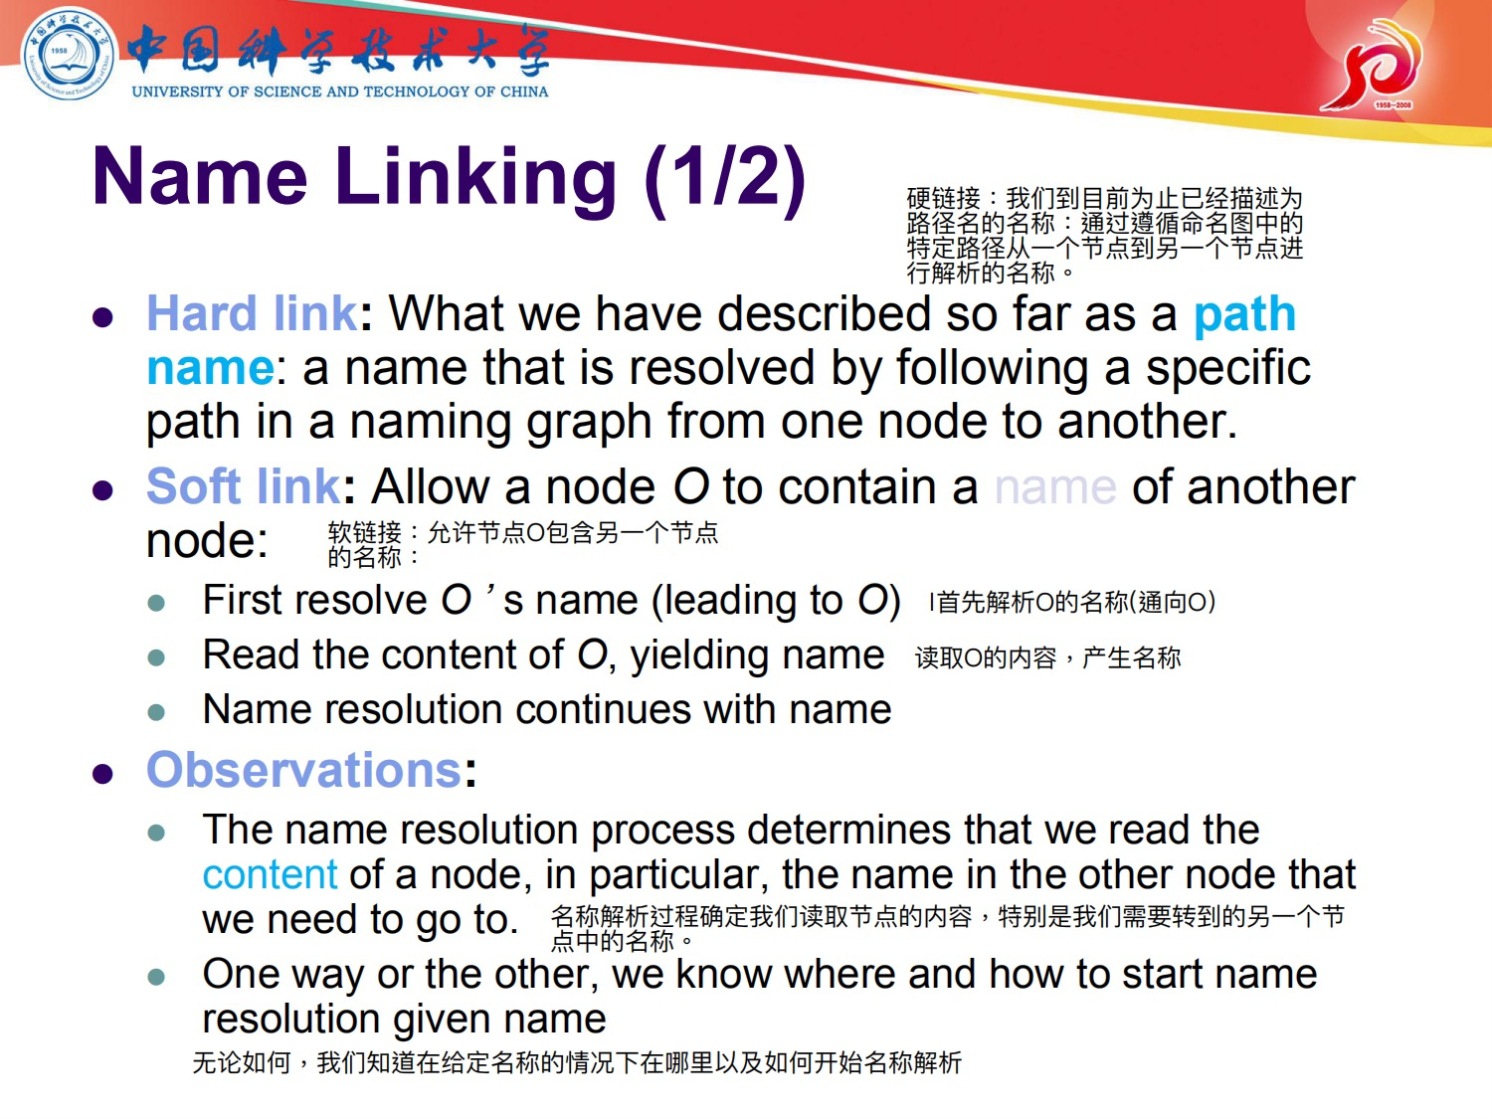 中国科学技术大学
UNIVERSITY OF SCIENCE AND TECHNOLOGY OF CHINA
1958
1958—2008
Name Linking (1/2)
硬链接：我们到目前为止已经描述为
路径名的名称：通过遵循命名图中的
特定路径从一个节点到另一个节点进
行解析的名称。
Hard link: What we have described so far as a path
name: a name that is resolved by following a specific
path in a naming graph from one node to another.
Soft link: Allow a node O to contain a name of another
node:
软链接：允许节点O包含另一个节点
的名称：
First resolve O ’ s name (leading to O)
l首先解析O的名称(通向O)
Read the content of O, yielding name
读取O的内容，产生名称
Name resolution continues with name
Observations:
The name resolution process determines that we read the
content of a node, in particular, the name in the other node that
we need to go to.
名称解析过程确定我们读取节点的内容，特别是我们需要转到的另一个节
点中的名称。
One way or the other, we know where and how to start name
resolution given name
无论如何，我们知道在给定名称的情况下在哪里以及如何开始名称解析